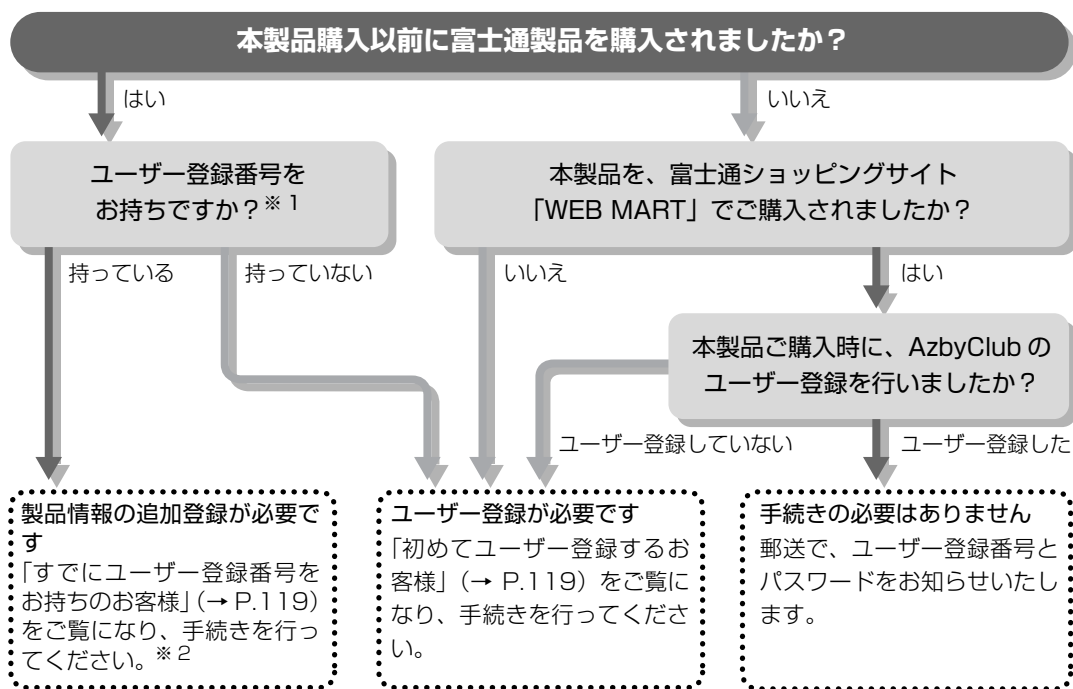 本製品購入以前に富士通製品を購入されましたか？
はい
いいえ
ユーザー登録番号を
お持ちですか？※1
本製品を、富士通ショッピングサイト
「WEB MART」でご購入されましたか？
持っている
持っていない
いいえ
はい
本製品ご購入時に、AzbyClub の
ユーザー登録を行いましたか？
ユーザー登録していない
ユーザー登録した
製品情報の追加登録が必要で
す
「すでにユーザー登録番号を
お持ちのお客様」（→ P.119）
をご覧になり、手続きを行っ
てください。※2
ユーザー登録が必要です
「初めてユーザー登録するお
客様」（→ P.119）をご覧に
なり、手続きを行ってくださ
い。
手続きの必要はありません
郵送で、ユーザー登録番号と
パスワードをお知らせいたし
ます。